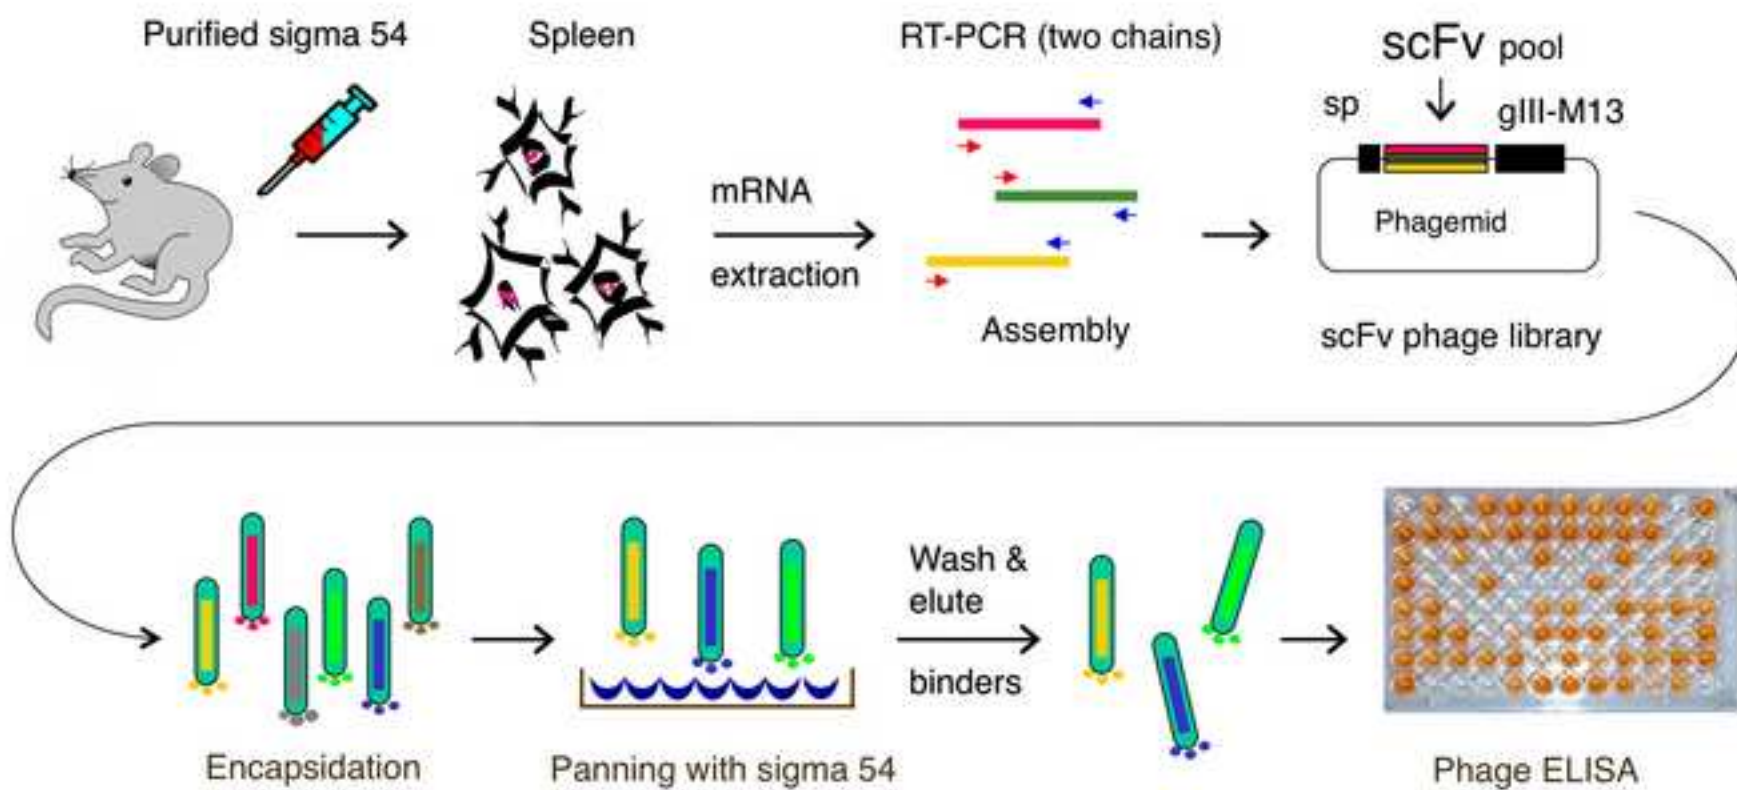 Purified sigma 54
Spleen
RT-PCR (two chains)
scFv pool
sp
gIII-M13
mRNA
extraction
Phagemid
Assembly
scFv phage library
Wash &
elute
binders
Encapsidation
Panning with sigma 54
Phage ELISA